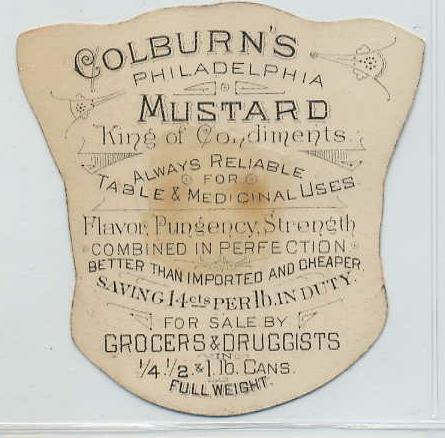 COLBURN'S
PHILADELPHIA
MUSTARD
King of Condiments.
ALWAYS RELIABLE
FOR
TABLE & MEDICINAL USES.
Flavor, Pungency, Strength
COMBINED IN PERFECTION
BETTER THAN IMPORTED AND CHEAPER,
SAVING 14cts PER lb. IN DUTY.
FOR SALE BY
GROCERS & DRUGGISTS
IN
1/4 1/2 & 1 lb. CANS.
FULL WEIGHT.